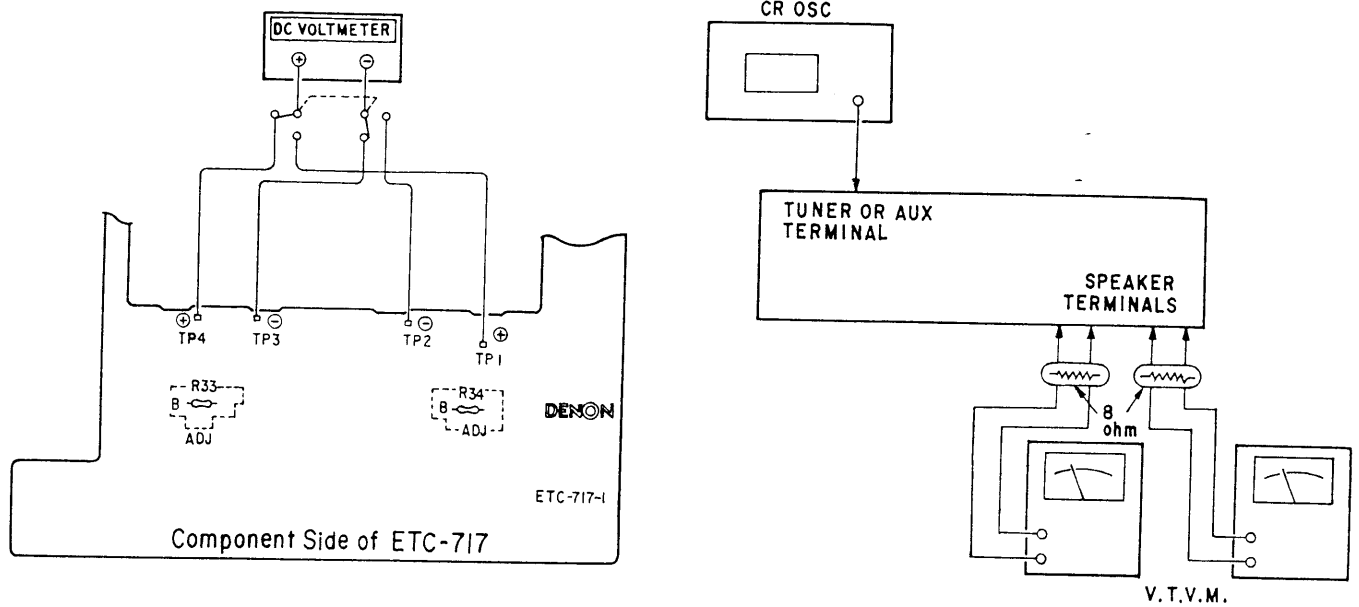 DC VOLTMETER
⊕ ⊖
⊕ TP4
TP3 ⊖
TP2 ⊖
TP1 ⊕
R33
B
ADJ
R34
B
ADJ
DENON
ETC-717-1
Component Side of ETC-717
CR OSC
TUNER OR AUX
TERMINAL
SPEAKER
TERMINALS
8
ohm
V.T.V.M.